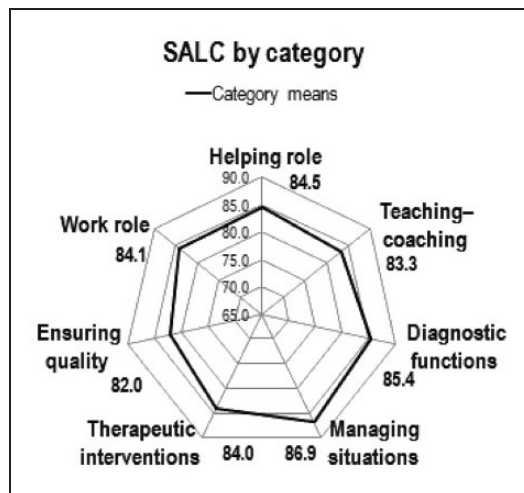 SALC by category
Category means
Helping role
84.5
90.0
85.0
80.0
75.0
70.0
65.0
Teaching–
coaching
83.3
Diagnostic
functions
85.4
Managing
situations
86.9
Therapeutic
interventions
84.0
Ensuring
quality
82.0
Work role
84.1